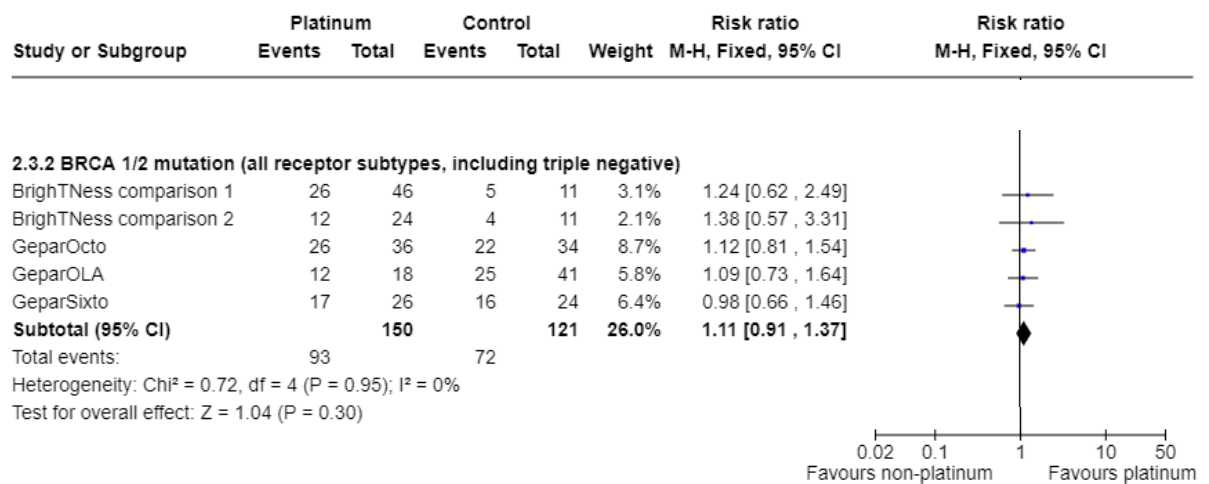 Platinum Control Risk ratio Risk ratio
Study or Subgroup Events Total Events Total Weight M-H, Fixed, 95% CI M-H, Fixed, 95% CI
2.3.2 BRCA 1/2 mutation (all receptor subtypes, including triple negative)
BrighTNess comparison 1 26 46 5 11 3.1% 1.24 [0.62 , 2.49]
BrighTNess comparison 2 12 24 4 11 2.1% 1.38 [0.57 , 3.31]
GeparOcto 26 36 22 34 8.7% 1.12 [0.81 , 1.54]
GeparOLA 12 18 25 41 5.8% 1.09 [0.73 , 1.64]
GeparSixto 17 26 16 24 6.4% 0.98 [0.66 , 1.46]
Subtotal (95% CI) 150 121 26.0% 1.11 [0.91 , 1.37]
Total events: 93 72
Heterogeneity: Chi² = 0.72, df = 4 (P = 0.95); I² = 0%
Test for overall effect: Z = 1.04 (P = 0.30)
0.02 0.1 1 10 50
Favours non-platinum Favours platinum